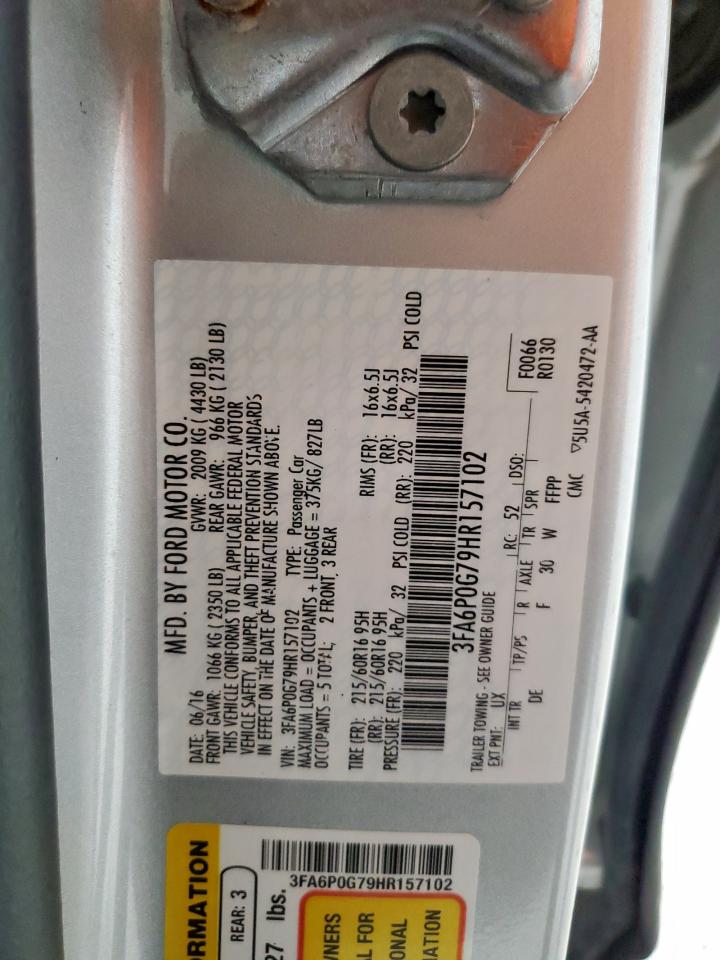 MFD. BY FORD MOTOR CO.
DATE: 06/16 GVWR: 2009 KG ( 4430 LB)
FRONT GAWR: 1066 KG ( 2350 LB) REAR GAWR: 966 KG ( 2130 LB)
THIS VEHICLE CONFORMS TO ALL APPLICABLE FEDERAL MOTOR
VEHICLE SAFETY, BUMPER, AND THEFT PREVENTION STANDARDS
IN EFFECT ON THE DATE OF MANUFACTURE SHOWN ABOVE.
VIN: 3FA6P0G79HR157102 TYPE: Passenger Car
MAXIMUM LOAD = OCCUPANTS + LUGGAGE = 375KG/ 827LB
OCCUPANTS = 5 TOTAL; 2 FRONT, 3 REAR
TIRE (FR): 215/60R16 95H RIMS (FR): 16x6.5J
(RR): 215/60R16 95H (RR): 16x6.5J
PRESSURE (FR): 220 kPa/ 32 PSI COLD (RR): 220 kPa/ 32 PSI COLD
3FA6P0G79HR157102
TRAILER TOWING - SEE OWNER GUIDE
EXT PNT: UX RC: 52 DSO:
INT TR TP/PS R AXLE TR SPR F0066
DE F 30 W FFPP R0130
CMC ▽5U5A-5420472-AA
RMATION
REAR: 3
27 lbs.
3FA6P0G79HR157102
NERS
AL FOR
ONAL
ATION